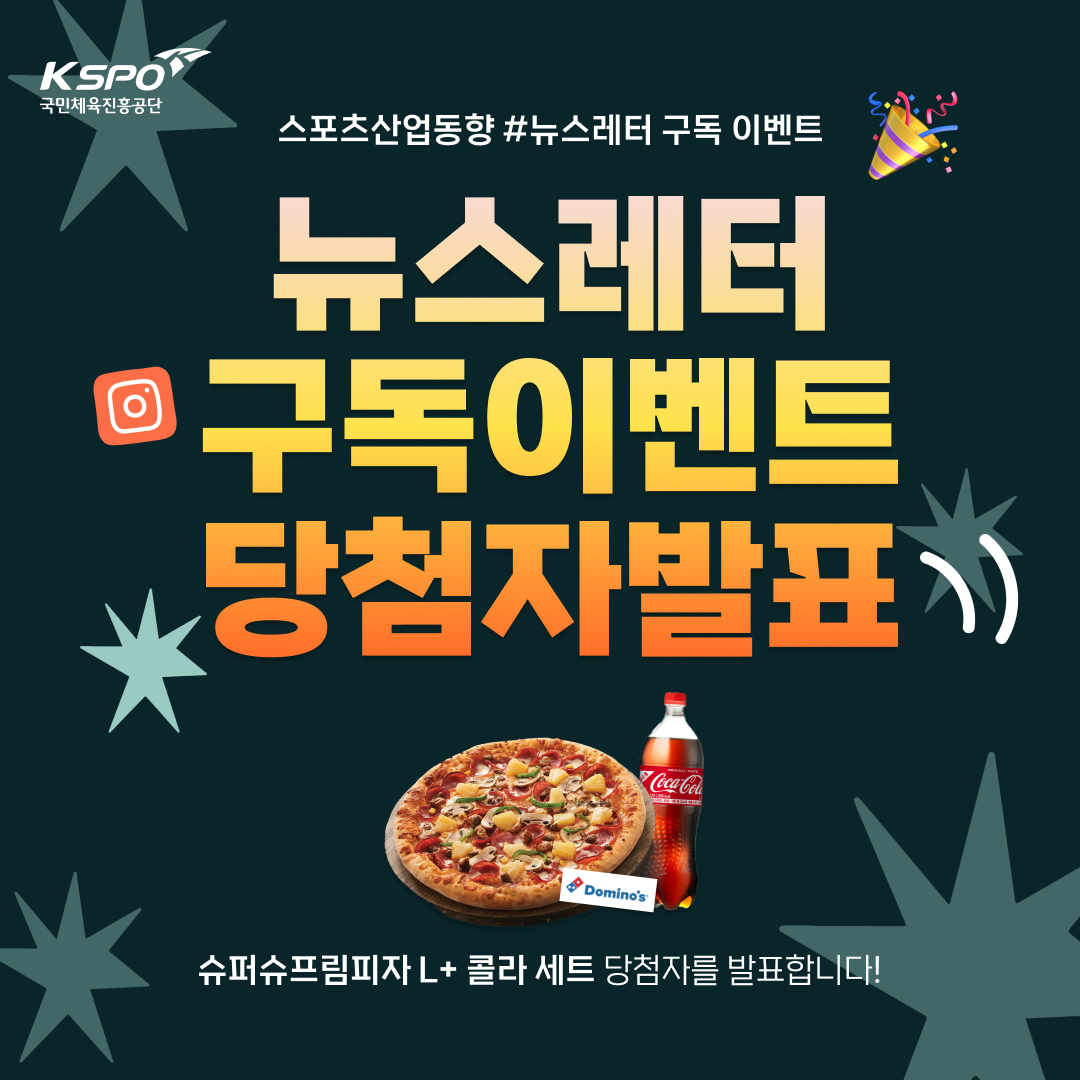 KSPO
국민체육진흥공단
스포츠산업동향 #뉴스레터 구독 이벤트
뉴스레터
구독이벤트
당첨자발표
ORIGINAL TASTE
Coca-Cola
Domino's
슈퍼슈프림피자 L+ 콜라 세트 당첨자를 발표합니다!